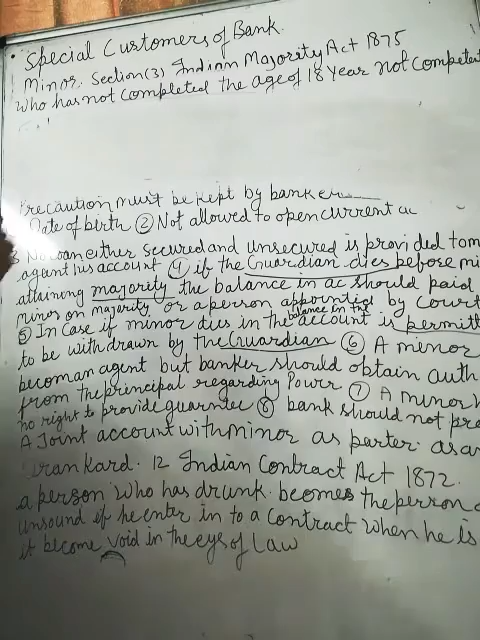 • Special Customers of Bank.
Minor: Section(3) Indian Majority Act 1875
Who has not completed the age of 18 year not Competent
Precaution must be kept by banker
Date of birth ② Not allowed to open current ac
No loan either secured and unsecured is provided to m
against his account ④ if the Guardian dies before mi
attaining majority the balance in ac should paid
minor on majority or a person appointed by court
⑤ In Case if minor dies in the balance in the account is permitt
to be withdrawn by the Guardian ⑥ A minor
becoman agent but banker should obtain auth
from the principal regarding Power ⑦ A minor h
no right to provide guarnter ⑧ bank should not pre
A Joint account with minor as parter. as a
Drankard. 12 Indian Contract Act 1872.
a person who has drunk. becomes the person
unsound if he enter in to a Contract when he is
it become void in the eyes of Law